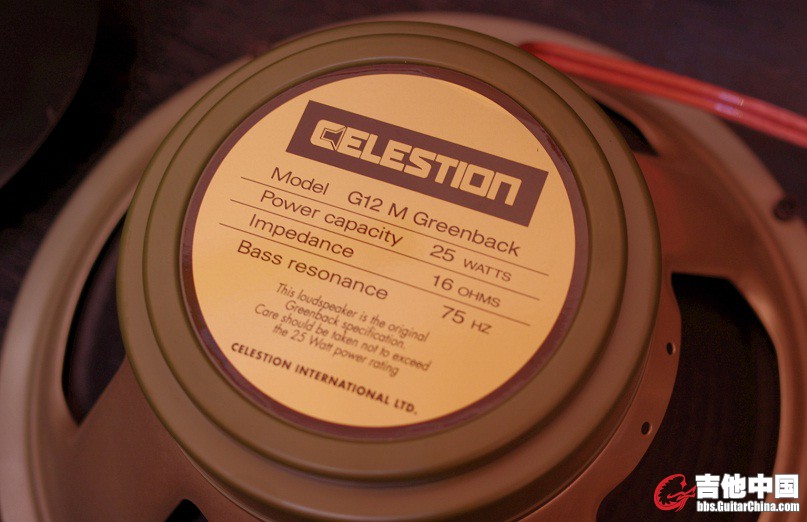 CELESTION
Model G12 M Greenback
Power capacity 25 WATTS
Impedance 16 OHMS
Bass resonance 75 HZ
This loudspeaker is the original
Greenback specification.
Care should be taken not to exceed
the 25 Watt power rating
CELESTION INTERNATIONAL LTD.
吉他中国
bbs.GuitarChina.com